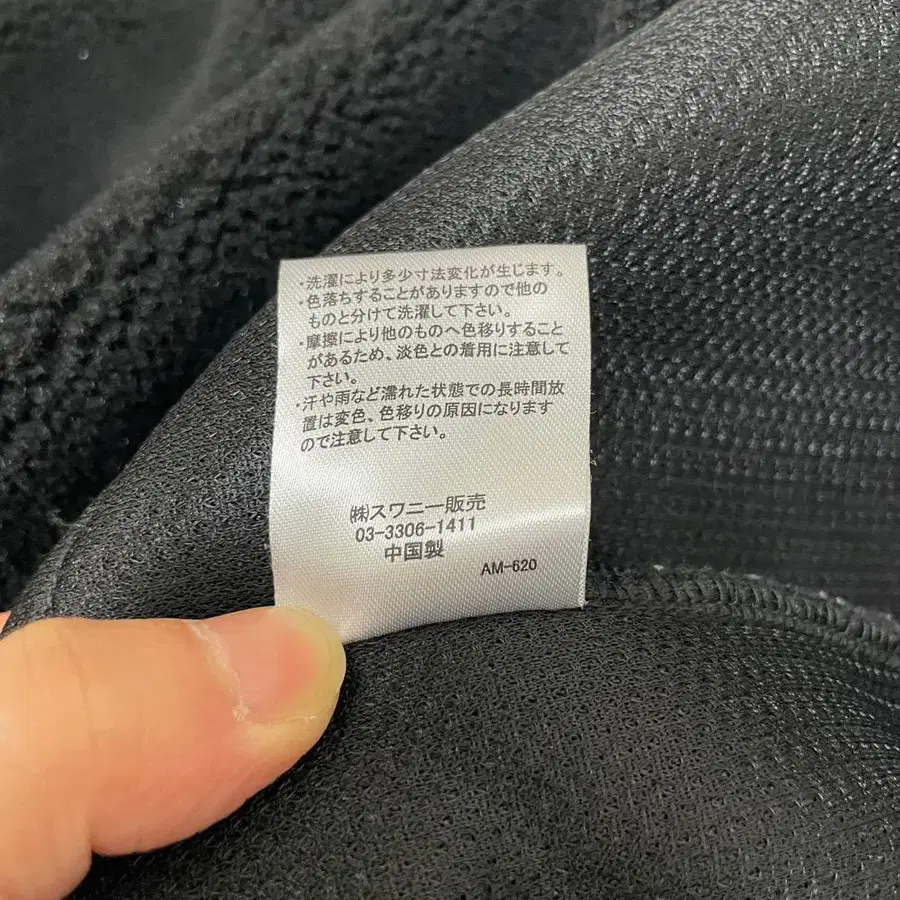 ・洗濯により多少寸法変化が生じます。
・色落ちすることがありますので他の
ものと分けて洗濯して下さい。
・摩擦により他のものへ色移りすること
があるため、淡色との着用に注意して
下さい。
・汗や雨など濡れた状態での長時間放
置は変色、色移りの原因になります
ので注意して下さい。
㈱スワニー販売
03-3306-1411
中国製
AM-620